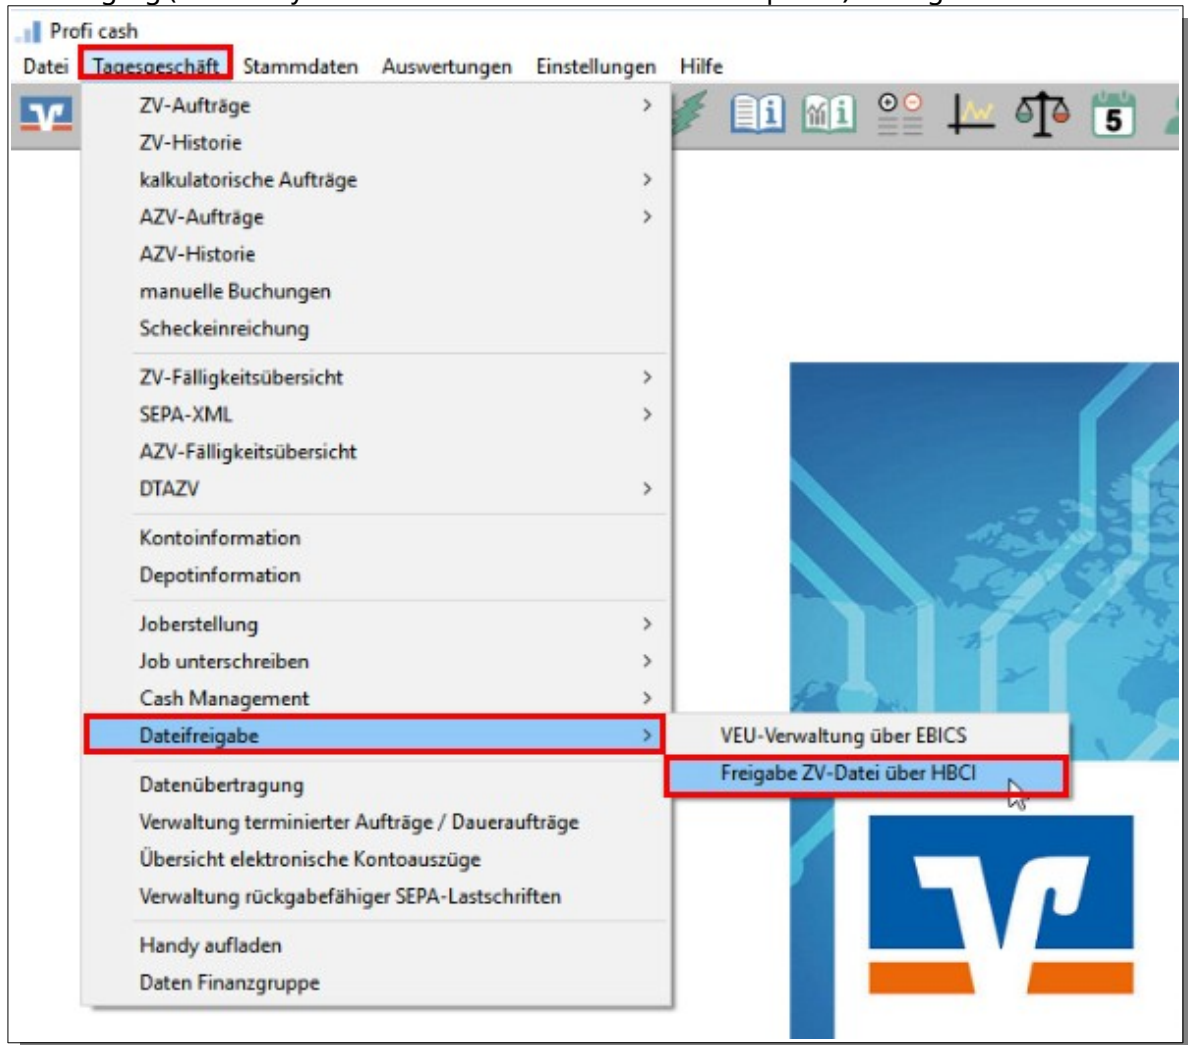 Profi cash
Datei Tagesgeschäft Stammdaten Auswertungen Einstellungen Hilfe
5
ZV-Aufträge
ZV-Historie
kalkulatorische Aufträge
AZV-Aufträge
AZV-Historie
manuelle Buchungen
Scheckeinreichung
ZV-Fälligkeitsübersicht
SEPA-XML
AZV-Fälligkeitsübersicht
DTAZV
Kontoinformation
Depotinformation
Joberstellung
Job unterschreiben
Cash Management
Dateifreigabe
VEU-Verwaltung über EBICS
Freigabe ZV-Datei über HBCI
Datenübertragung
Verwaltung terminierter Aufträge / Daueraufträge
Übersicht elektronische Kontoauszüge
Verwaltung rückgabefähiger SEPA-Lastschriften
Handy aufladen
Daten Finanzgruppe